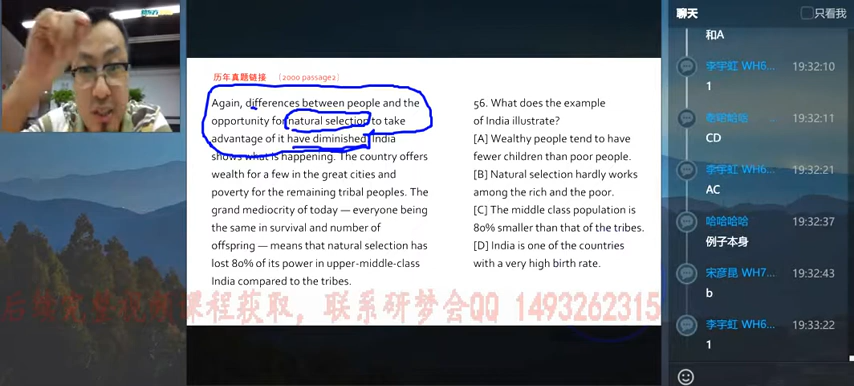 历年真题链接 [2000 passage2]
Again, differences between people and the
opportunity for natural selection to take
advantage of it have diminished. India
shows what is happening. The country offers
wealth for a few in the great cities and
poverty for the remaining tribal peoples. The
grand mediocrity of today — everyone being
the same in survival and number of
offspring — means that natural selection has
lost 80% of its power in upper-middle-class
India compared to the tribes.
56. What does the example
of India illustrate?
[A] Wealthy people tend to have
fewer children than poor people.
[B] Natural selection hardly works
among the rich and the poor.
[C] The middle class population is
80% smaller than that of the tribes.
[D] India is one of the countries
with a very high birth rate.
课程获取，联系研梦会QQ 1493262315
聊天
只看我
和A
李宇虹 WH6... 19:32:10
1
哈哈哈 19:32:11
CD
李宇虹 WH6... 19:32:21
AC
哈哈哈哈 19:32:37
例子本身
宋彦昆 WH7... 19:32:43
b
李宇虹 WH6... 19:33:22
1